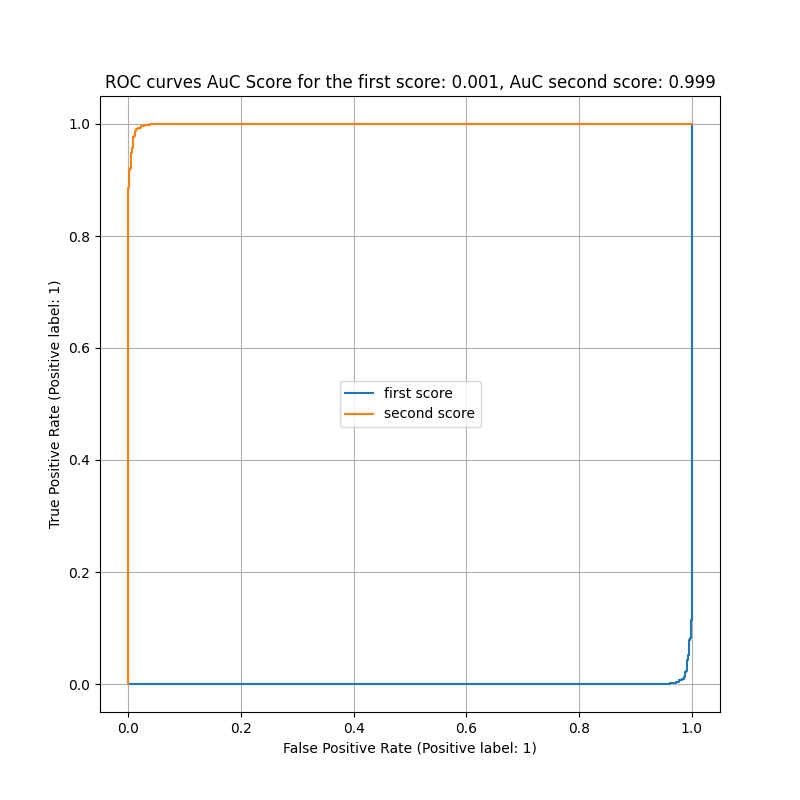 ROC curves AuC Score for the first score: 0.001, AuC second score: 0.999
1.0
0.8
0.6
0.4
0.2
0.0
True Positive Rate (Positive label: 1)
first score
second score
0.0 0.2 0.4 0.6 0.8 1.0
False Positive Rate (Positive label: 1)